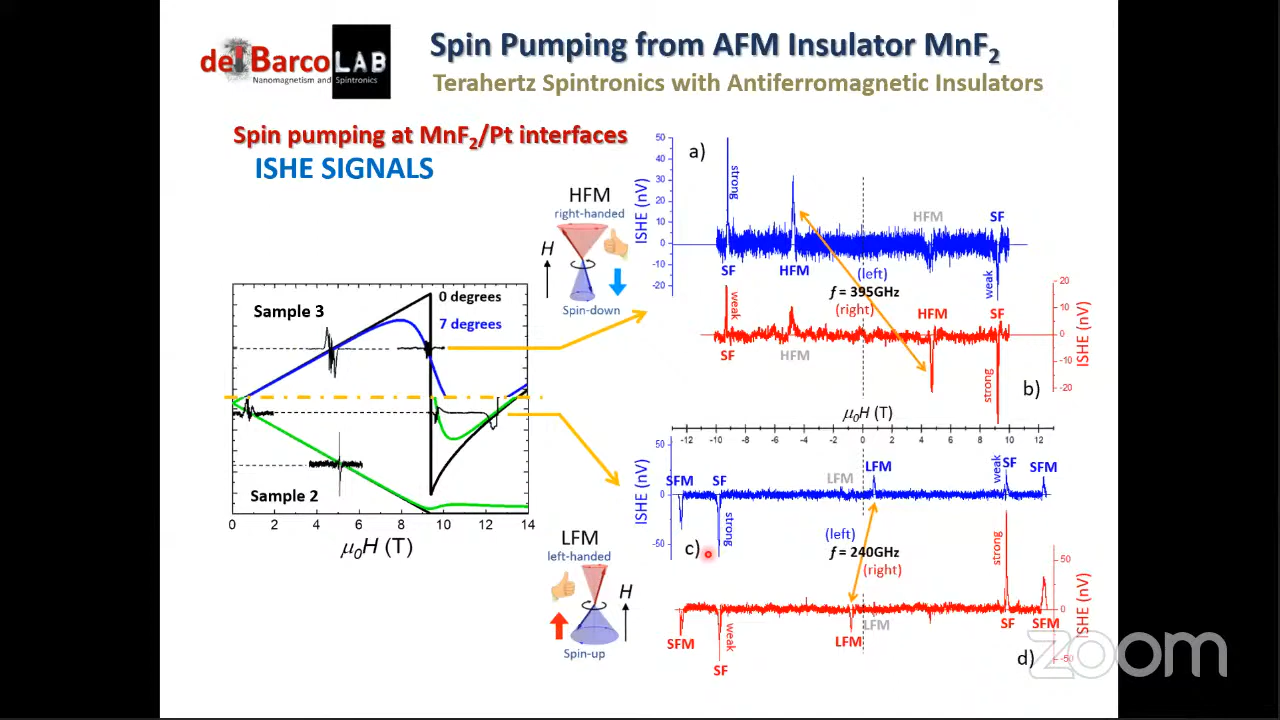 del BarcoLAB
Nanomagnetism and Spintronics
Spin Pumping from AFM Insulator MnF2
Terahertz Spintronics with Antiferromagnetic Insulators
Spin pumping at MnF2/Pt interfaces
ISHE SIGNALS
HFM
right-handed
H
Spin-down
Sample 3
0 degrees
7 degrees
Sample 2
0 2 4 6 8 10 12 14
μ0H (T)
LFM
left-handed
H
Spin-up
a)
ISHE (nV)
50
40
30
20
10
0
-10
-20
strong
HFM
SF
SF
HFM
(left)
weak
f = 395GHz
(right)
weak
HFM
SF
SF
HFM
strong
b)
20
10
0
-10
-20
ISHE (nV)
μ0H (T)
-12 -10 -8 -6 -4 -2 0 2 4 6 8 10 12
ISHE (nV)
50
0
-50
SFM
SF
LFM
LFM
weak
SF
SFM
strong
c)
(left)
f = 240GHz
(right)
strong
50
0
-50
ISHE (nV)
SFM
weak
SF
LFM
LFM
SF
SFM
d)
zoom